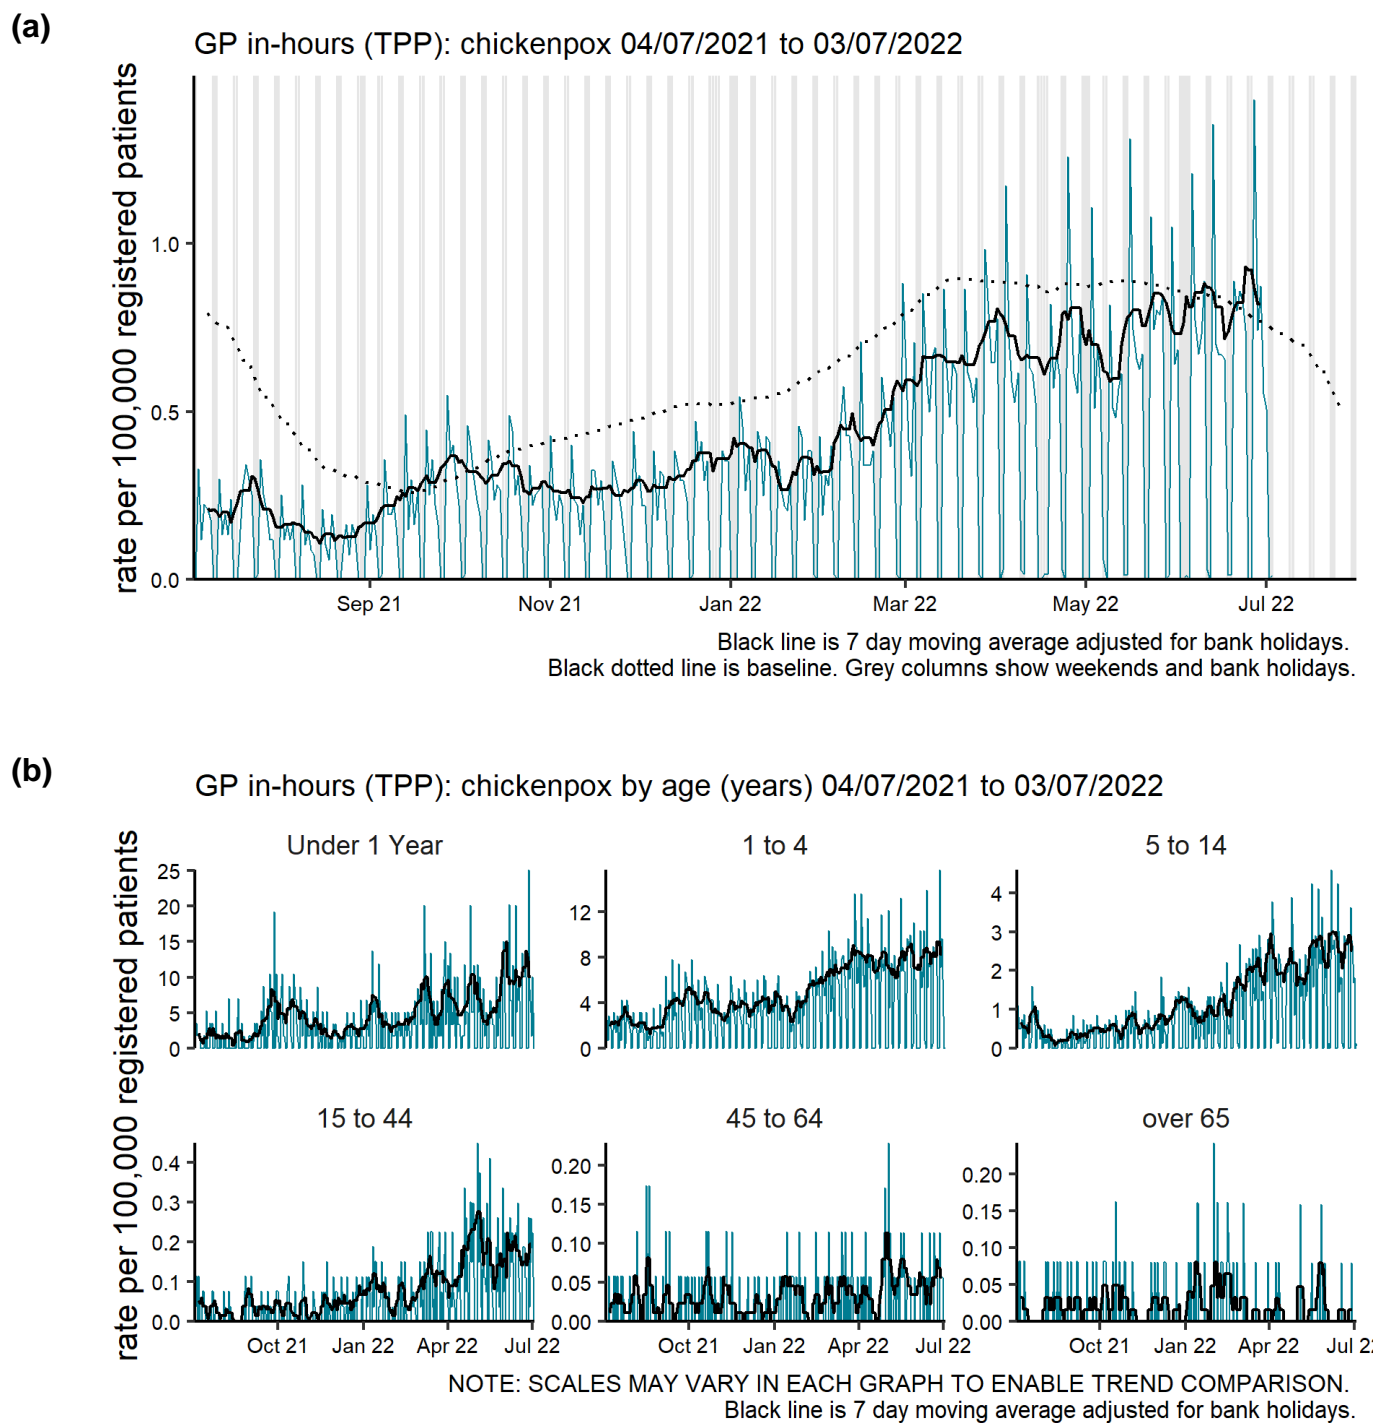 (a)
GP in-hours (TPP): chickenpox 04/07/2021 to 03/07/2022
rate per 100,000 registered patients
1.0
0.5
0.0
Sep 21 Nov 21 Jan 22 Mar 22 May 22 Jul 22
Black line is 7 day moving average adjusted for bank holidays.
Black dotted line is baseline. Grey columns show weekends and bank holidays.
(b)
GP in-hours (TPP): chickenpox by age (years) 04/07/2021 to 03/07/2022
rate per 100,000 registered patients
Under 1 Year
25
20
15
10
5
0
1 to 4
12
8
4
0
5 to 14
4
3
2
1
0
15 to 44
0.4
0.3
0.2
0.1
0.0
Oct 21 Jan 22 Apr 22 Jul 22
45 to 64
0.20
0.15
0.10
0.05
0.00
Oct 21 Jan 22 Apr 22 Jul 22
over 65
0.20
0.15
0.10
0.05
0.00
Oct 21 Jan 22 Apr 22 Jul 22
NOTE: SCALES MAY VARY IN EACH GRAPH TO ENABLE TREND COMPARISON.
Black line is 7 day moving average adjusted for bank holidays.